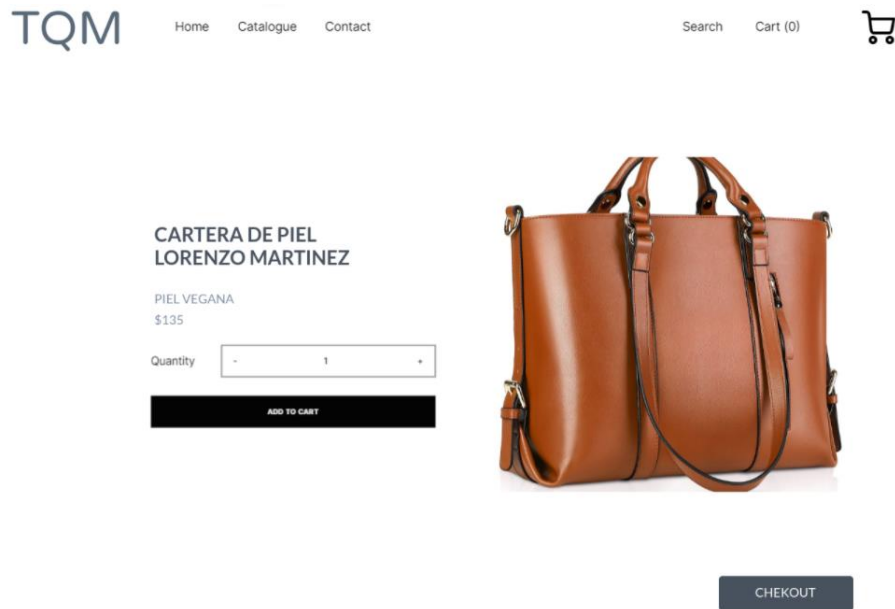 TQM
Home Catalogue Contact
Search Cart (0)
CARTERA DE PIEL
LORENZO MARTINEZ
PIEL VEGANA
$135
Quantity - 1 +
ADD TO CART
CHEKOUT